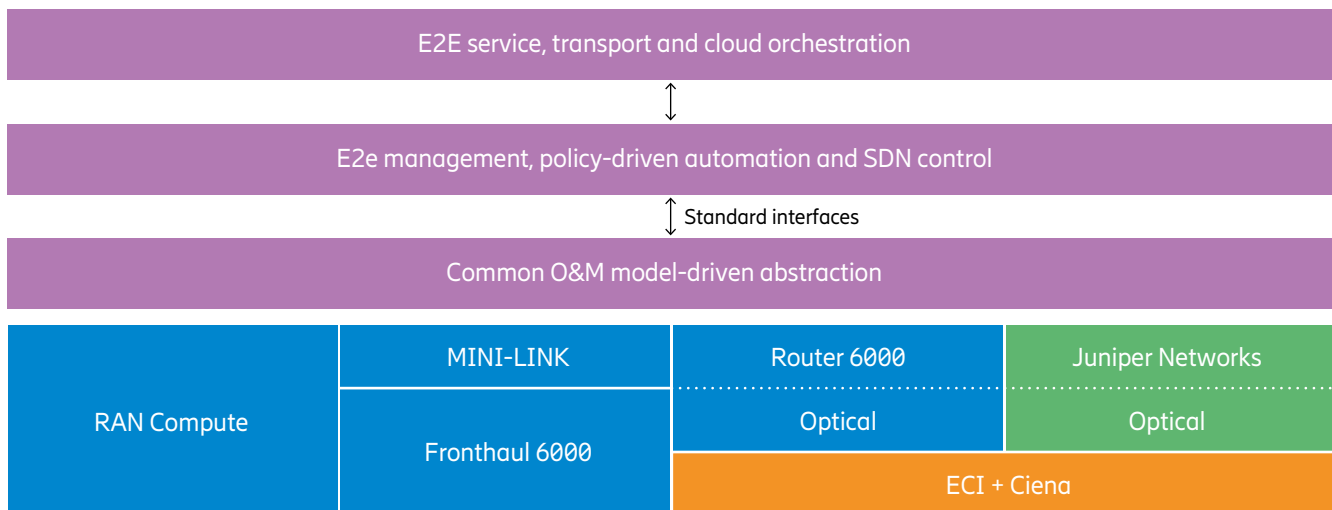 E2E service, transport and cloud orchestration
E2e management, policy-driven automation and SDN control
Standard interfaces
Common O&M model-driven abstraction
RAN Compute
MINI-LINK
Fronthaul 6000
Router 6000
Optical
Juniper Networks
Optical
ECI + Ciena